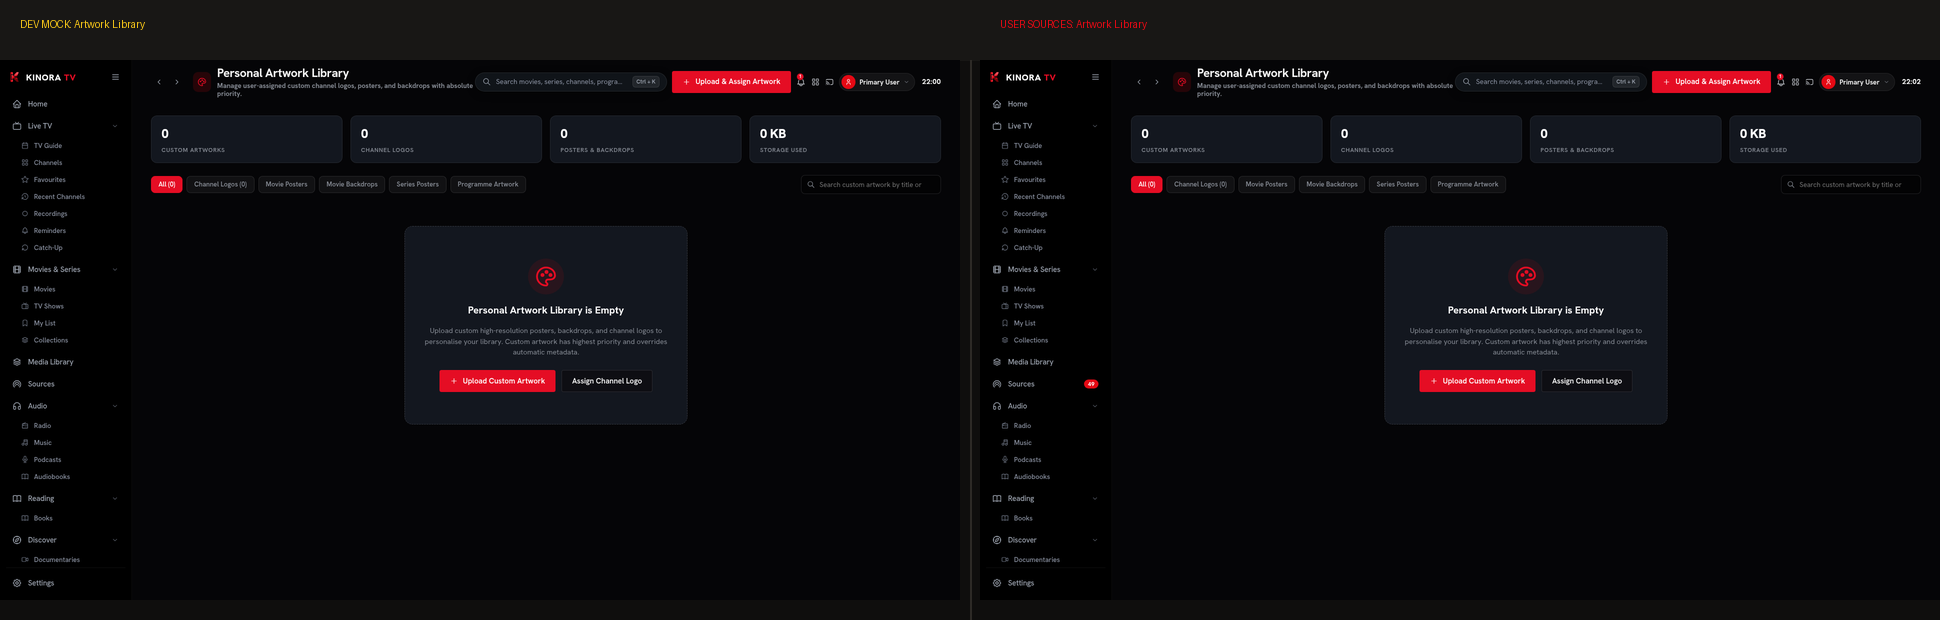 DEV MOCK: Artwork Library
KINORA TV
Home
Live TV
TV Guide
Channels
Favourites
Recent Channels
Recordings
Reminders
Catch-Up
Movies & Series
Movies
TV Shows
My List
Collections
Media Library
Sources
Audio
Radio
Music
Podcasts
Audiobooks
Reading
Books
Discover
Documentaries
Settings
Personal Artwork Library
Manage user-assigned custom channel logos, posters, and backdrops with absolute
priority.
Search movies, series, channels, progra...
Ctrl + K
Upload & Assign Artwork
1
Primary User
22:00
0
CUSTOM ARTWORKS
0
CHANNEL LOGOS
0
POSTERS & BACKDROPS
0 KB
STORAGE USED
All (0)
Channel Logos (0)
Movie Posters
Movie Backdrops
Series Posters
Programme Artwork
Search custom artwork by title or
Personal Artwork Library is Empty
Upload custom high-resolution posters, backdrops, and channel logos to
personalise your library. Custom artwork has highest priority and overrides
automatic metadata.
Upload Custom Artwork
Assign Channel Logo
USER SOURCES: Artwork Library
KINORA TV
Home
Live TV
TV Guide
Channels
Favourites
Recent Channels
Recordings
Reminders
Catch-Up
Movies & Series
Movies
TV Shows
My List
Collections
Media Library
Sources
49
Audio
Radio
Music
Podcasts
Audiobooks
Reading
Books
Discover
Documentaries
Settings
Personal Artwork Library
Manage user-assigned custom channel logos, posters, and backdrops with absolute
priority.
Search movies, series, channels, progra...
Ctrl + K
Upload & Assign Artwork
1
Primary User
22:02
0
CUSTOM ARTWORKS
0
CHANNEL LOGOS
0
POSTERS & BACKDROPS
0 KB
STORAGE USED
All (0)
Channel Logos (0)
Movie Posters
Movie Backdrops
Series Posters
Programme Artwork
Search custom artwork by title or
Personal Artwork Library is Empty
Upload custom high-resolution posters, backdrops, and channel logos to
personalise your library. Custom artwork has highest priority and overrides
automatic metadata.
Upload Custom Artwork
Assign Channel Logo